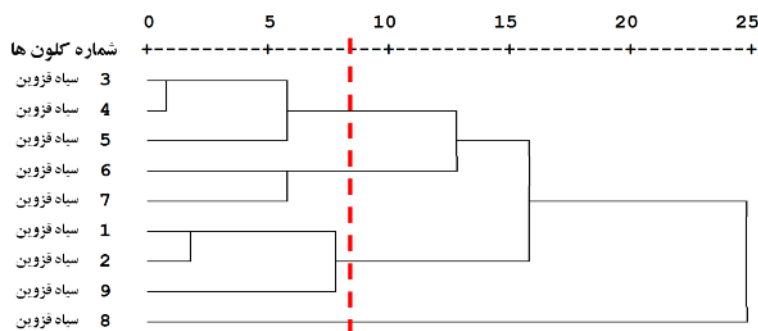 0 5 10 15 20 25
شماره کلون ها +---------+---------+---------+---------+---------+
سیاه قزوین 3
سیاه قزوین 4
سیاه قزوین 5
سیاه قزوین 6
سیاه قزوین 7
سیاه قزوین 1
سیاه قزوین 2
سیاه قزوین 9
سیاه قزوین 8